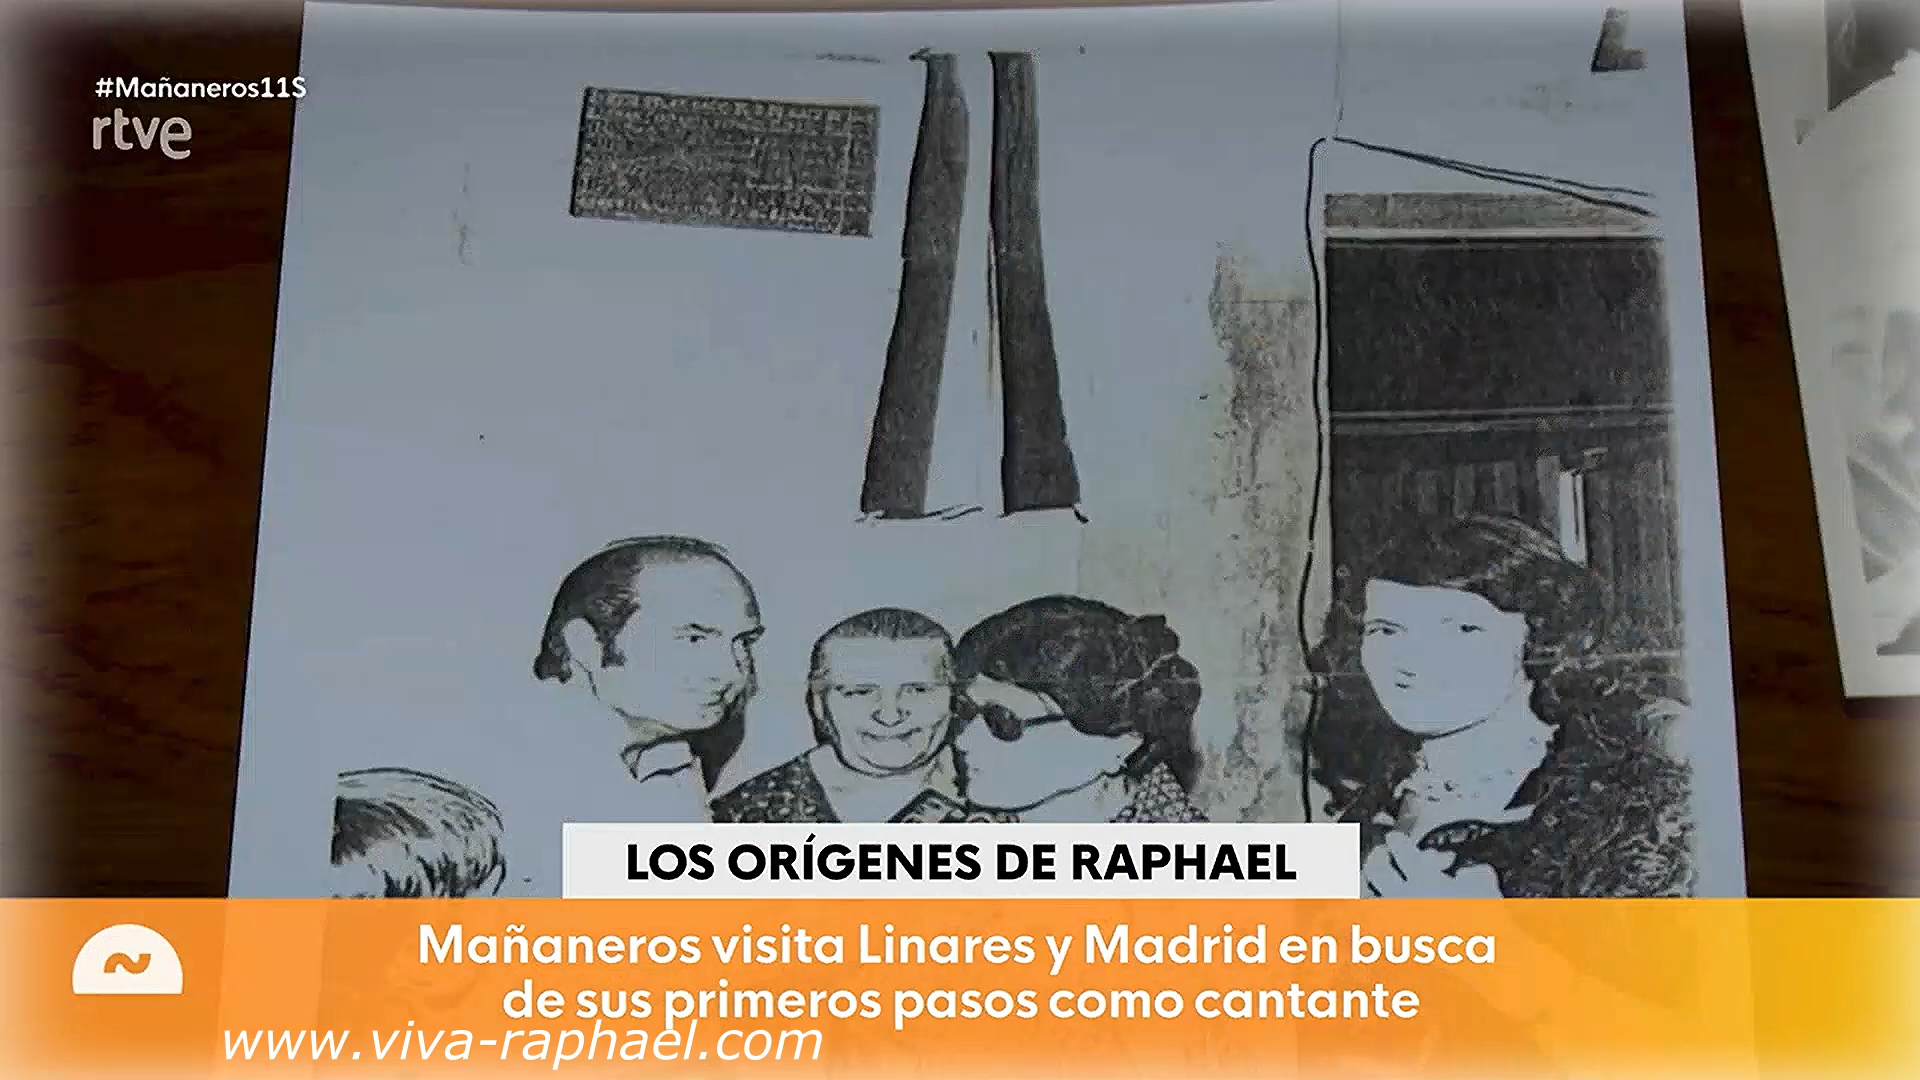 #Mañaneros11S
rtve
L
LOS ORÍGENES DE RAPHAEL
Mañaneros visita Linares y Madrid en busca
de sus primeros pasos como cantante
www.viva-raphael.com